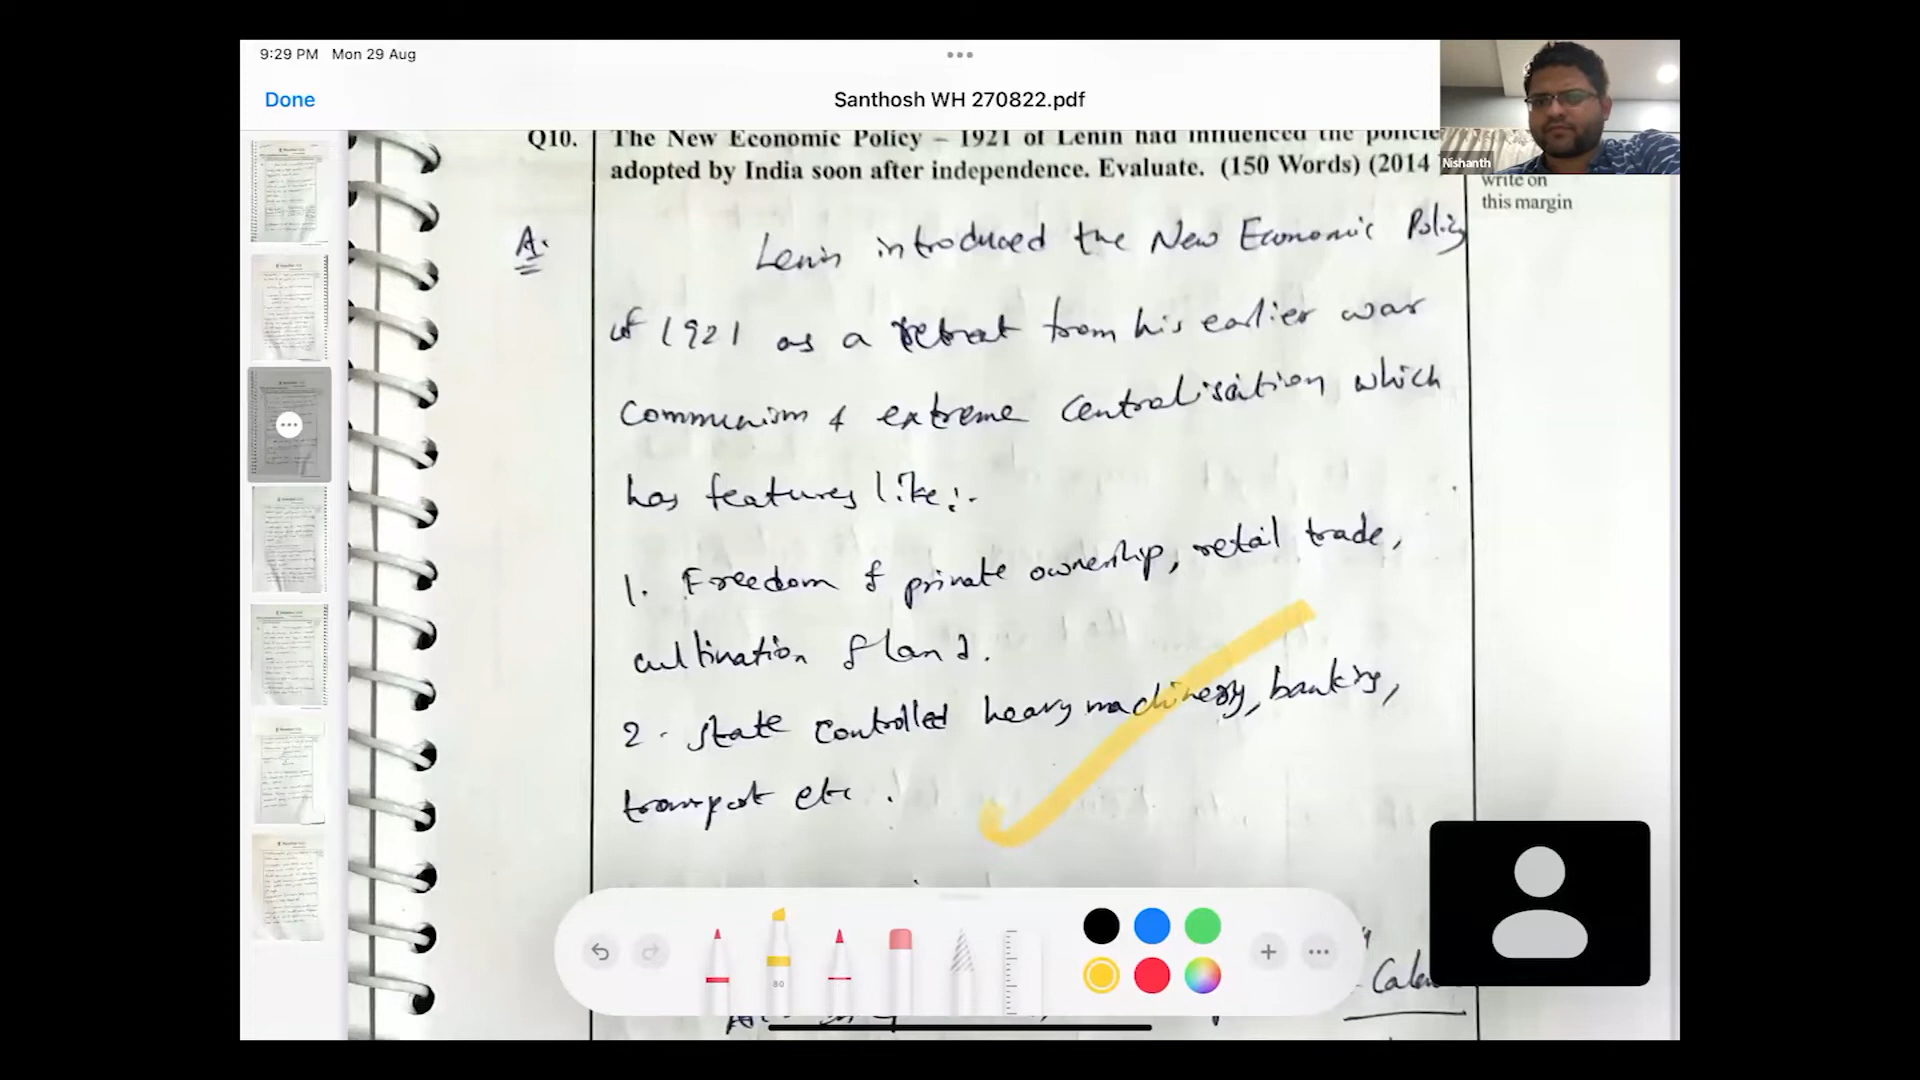 9:29 PM Mon 29 Aug
Done
Santhosh WH 270822.pdf
Nishanth
Q10. The New Economic Policy – 1921 of Lenin had influenced the policie
adopted by India soon after independence. Evaluate. (150 Words) (2014
write on
this margin
A. Lenin introduced the New Economic Policy
of 1921 as a retreat from his earlier war
Communism & extreme centralisation which
has features like:-
1. Freedom of private ownership, retail trade,
cultivation of land.
2. State controlled heavy machinery, banking,
transport etc.
80